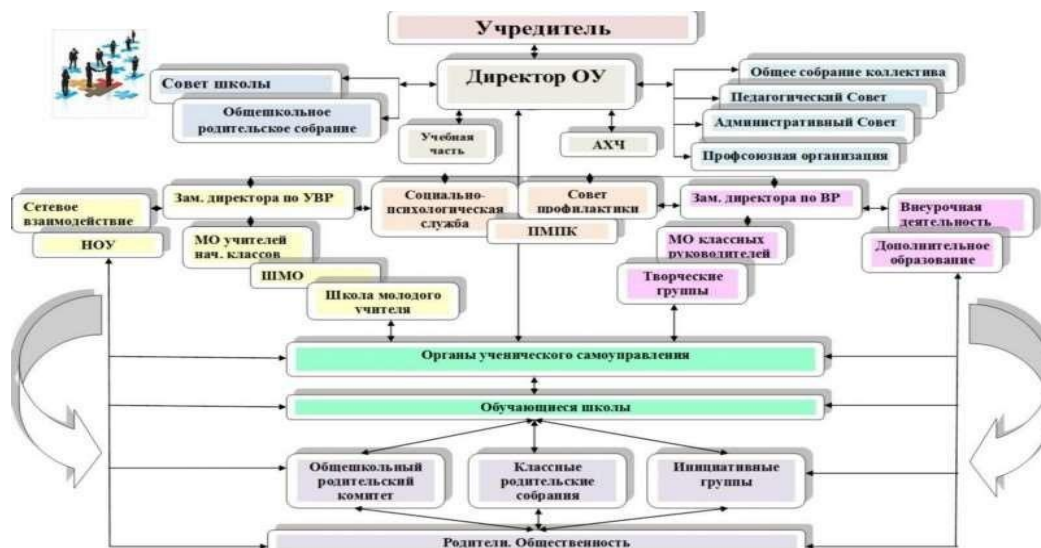 Учредитель
Директор ОУ
Совет школы
Общешкольное
родительское собрание
Общее собрание коллектива
Педагогический Совет
Административный Совет
Профсоюзная организация
Учебная
часть
АХЧ
Сетевое
взаимодействие
НОУ
Зам. директора по УВР
Социально-
психологическая
служба
Совет
профилактики
ПМПК
Зам. директора по ВР
Внеурочная
деятельность
Дополнительное
образование
МО учителей
нач. классов
ШМО
Школа молодого
учителя
МО классных
руководителей
Творческие
группы
Органы ученического самоуправления
Обучающиеся школы
Общешкольный
родительский
комитет
Классные
родительские
собрания
Инициативные
группы
Родители. Общественность